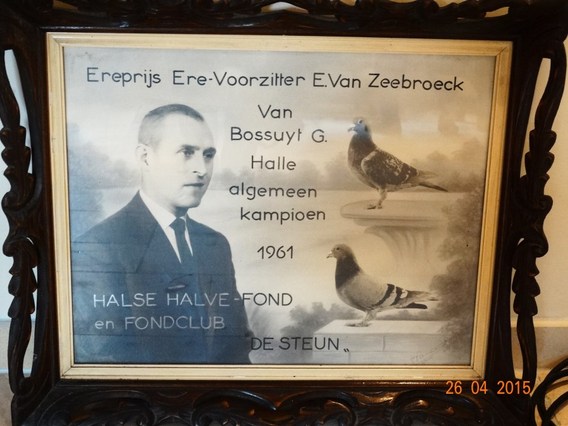 Ereprijs Ere-Voorzitter E.Van Zeebroeck
Van
Bossuyt G.
Halle
algemeen
kampioen
1961
HALSE HALVE-FOND
en FONDCLUB
DE STEUN „
26 04 2015